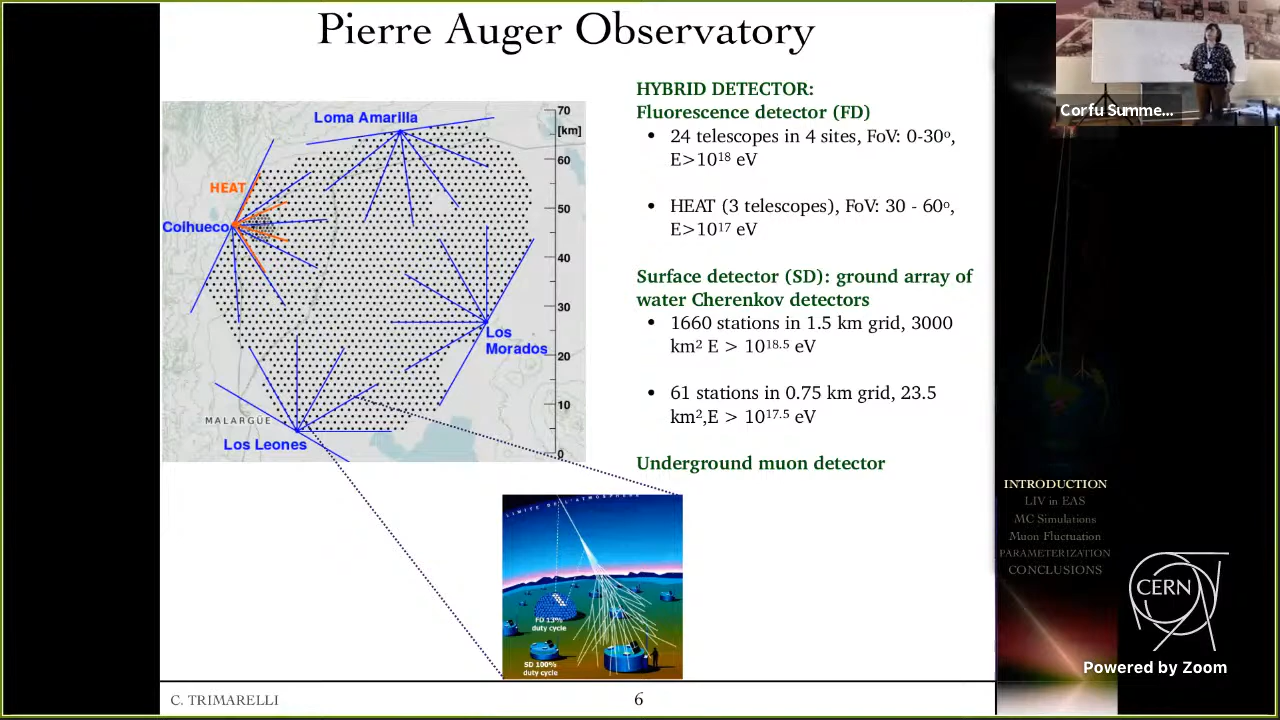 Pierre Auger Observatory
Loma Amarilla
HEAT
Coihueco
Los
Morados
MALARGÜE
Los Leones
70
[km]
60
50
40
30
20
10
0
HYBRID DETECTOR:
Fluorescence detector (FD)
• 24 telescopes in 4 sites, FoV: 0-30º,
E>10¹⁸ eV
• HEAT (3 telescopes), FoV: 30 - 60º,
E>10¹⁷ eV
Surface detector (SD): ground array of
water Cherenkov detectors
• 1660 stations in 1.5 km grid, 3000
km² E > 10¹⁸·⁵ eV
• 61 stations in 0.75 km grid, 23.5
km²,E > 10¹⁷·⁵ eV
Underground muon detector
LIMITE DE L'ATMOSPHERE
FD 13%
duty cycle
SD 100%
duty cycle
C. TRIMARELLI
6
Corfu Summe...
INTRODUCTION
LIV in EAS
MC Simulations
Muon Fluctuation
PARAMETERIZATION
CONCLUSIONS
CERN
Powered by Zoom